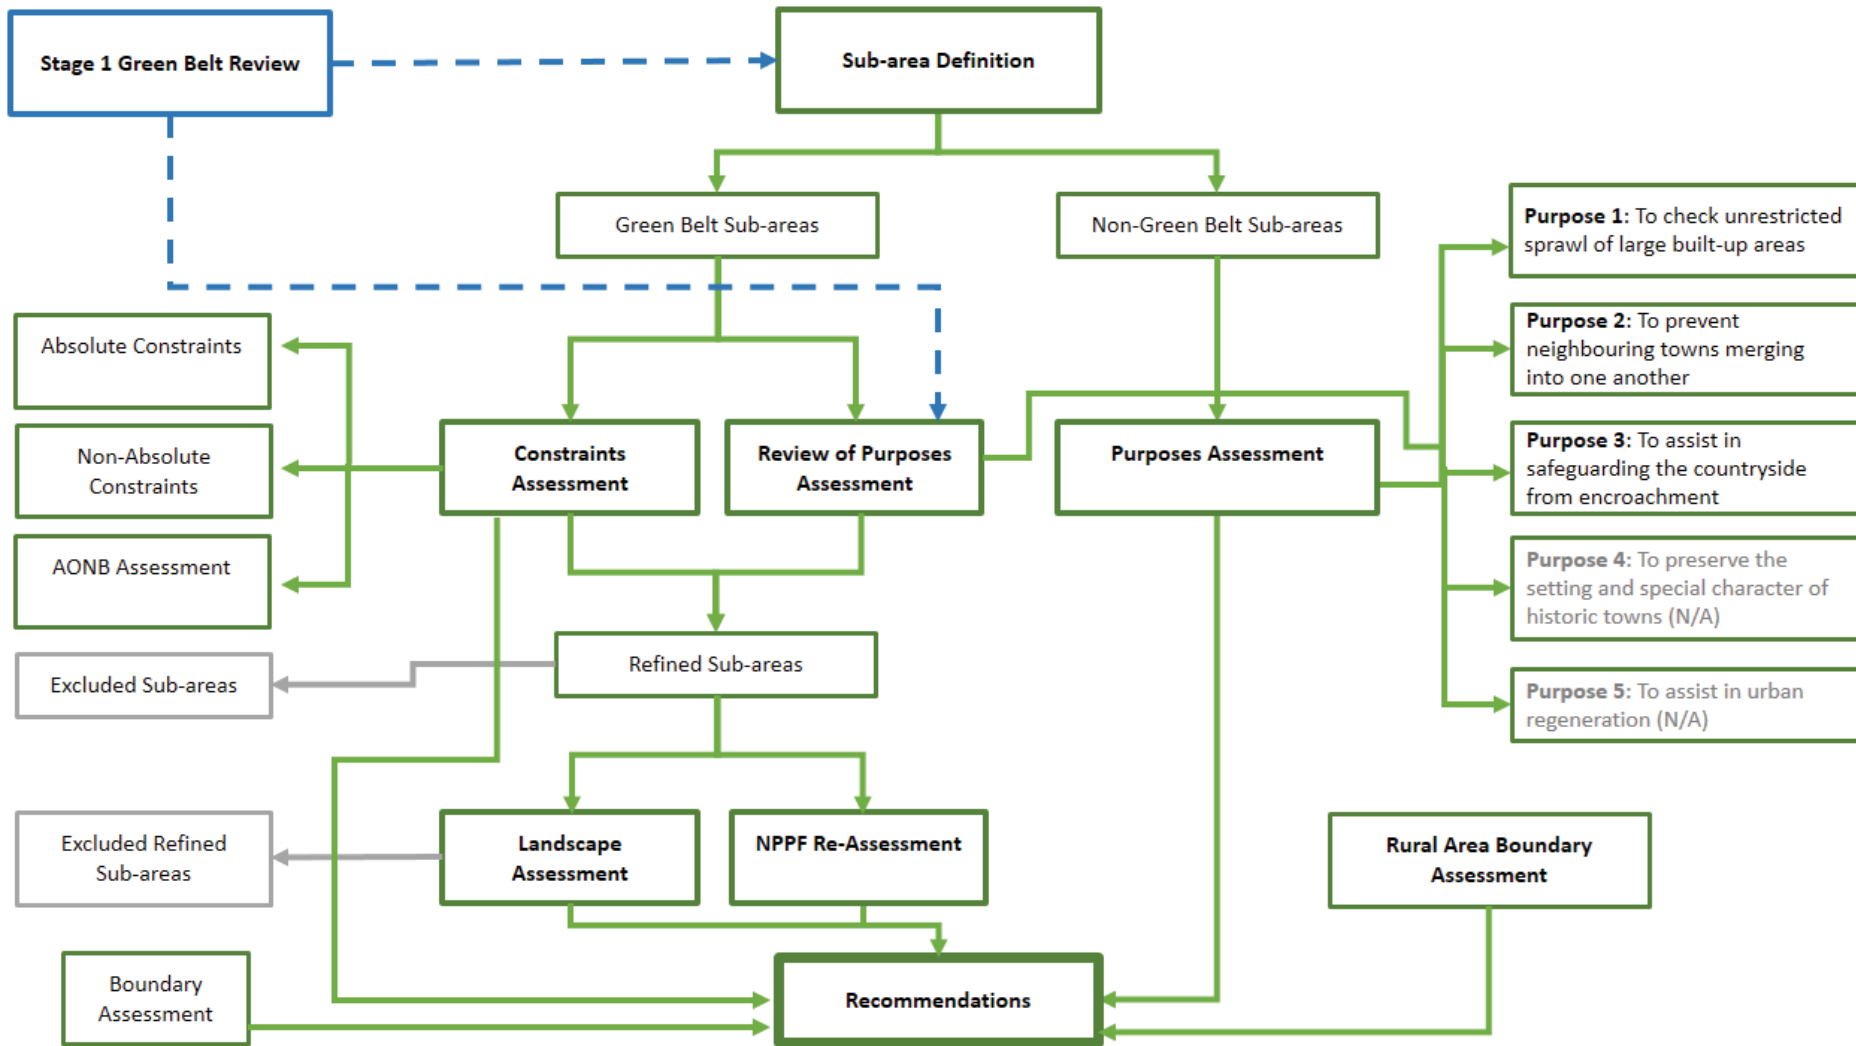 Stage 1 Green Belt Review
Sub-area Definition
Green Belt Sub-areas
Non-Green Belt Sub-areas
Purpose 1: To check unrestricted
sprawl of large built-up areas
Purpose 2: To prevent
neighbouring towns merging
into one another
Absolute Constraints
Non-Absolute
Constraints
Constraints
Assessment
Review of Purposes
Assessment
Purposes Assessment
Purpose 3: To assist in
safeguarding the countryside
from encroachment
AONB Assessment
Purpose 4: To preserve the
setting and special character of
historic towns (N/A)
Excluded Sub-areas
Refined Sub-areas
Purpose 5: To assist in urban
regeneration (N/A)
Excluded Refined
Sub-areas
Landscape
Assessment
NPPF Re-Assessment
Rural Area Boundary
Assessment
Boundary
Assessment
Recommendations